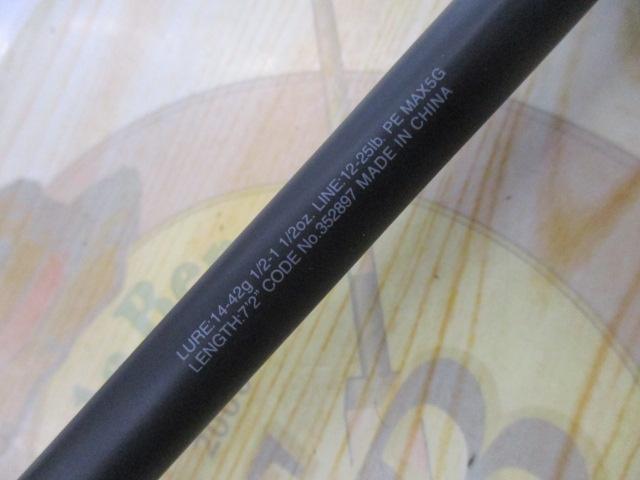 LURE:14-42g 1/2-1 1/2oz. LINE:12-25lb. PE MAX5G
LENGTH:7'2" CODE No.352897 MADE IN CHINA